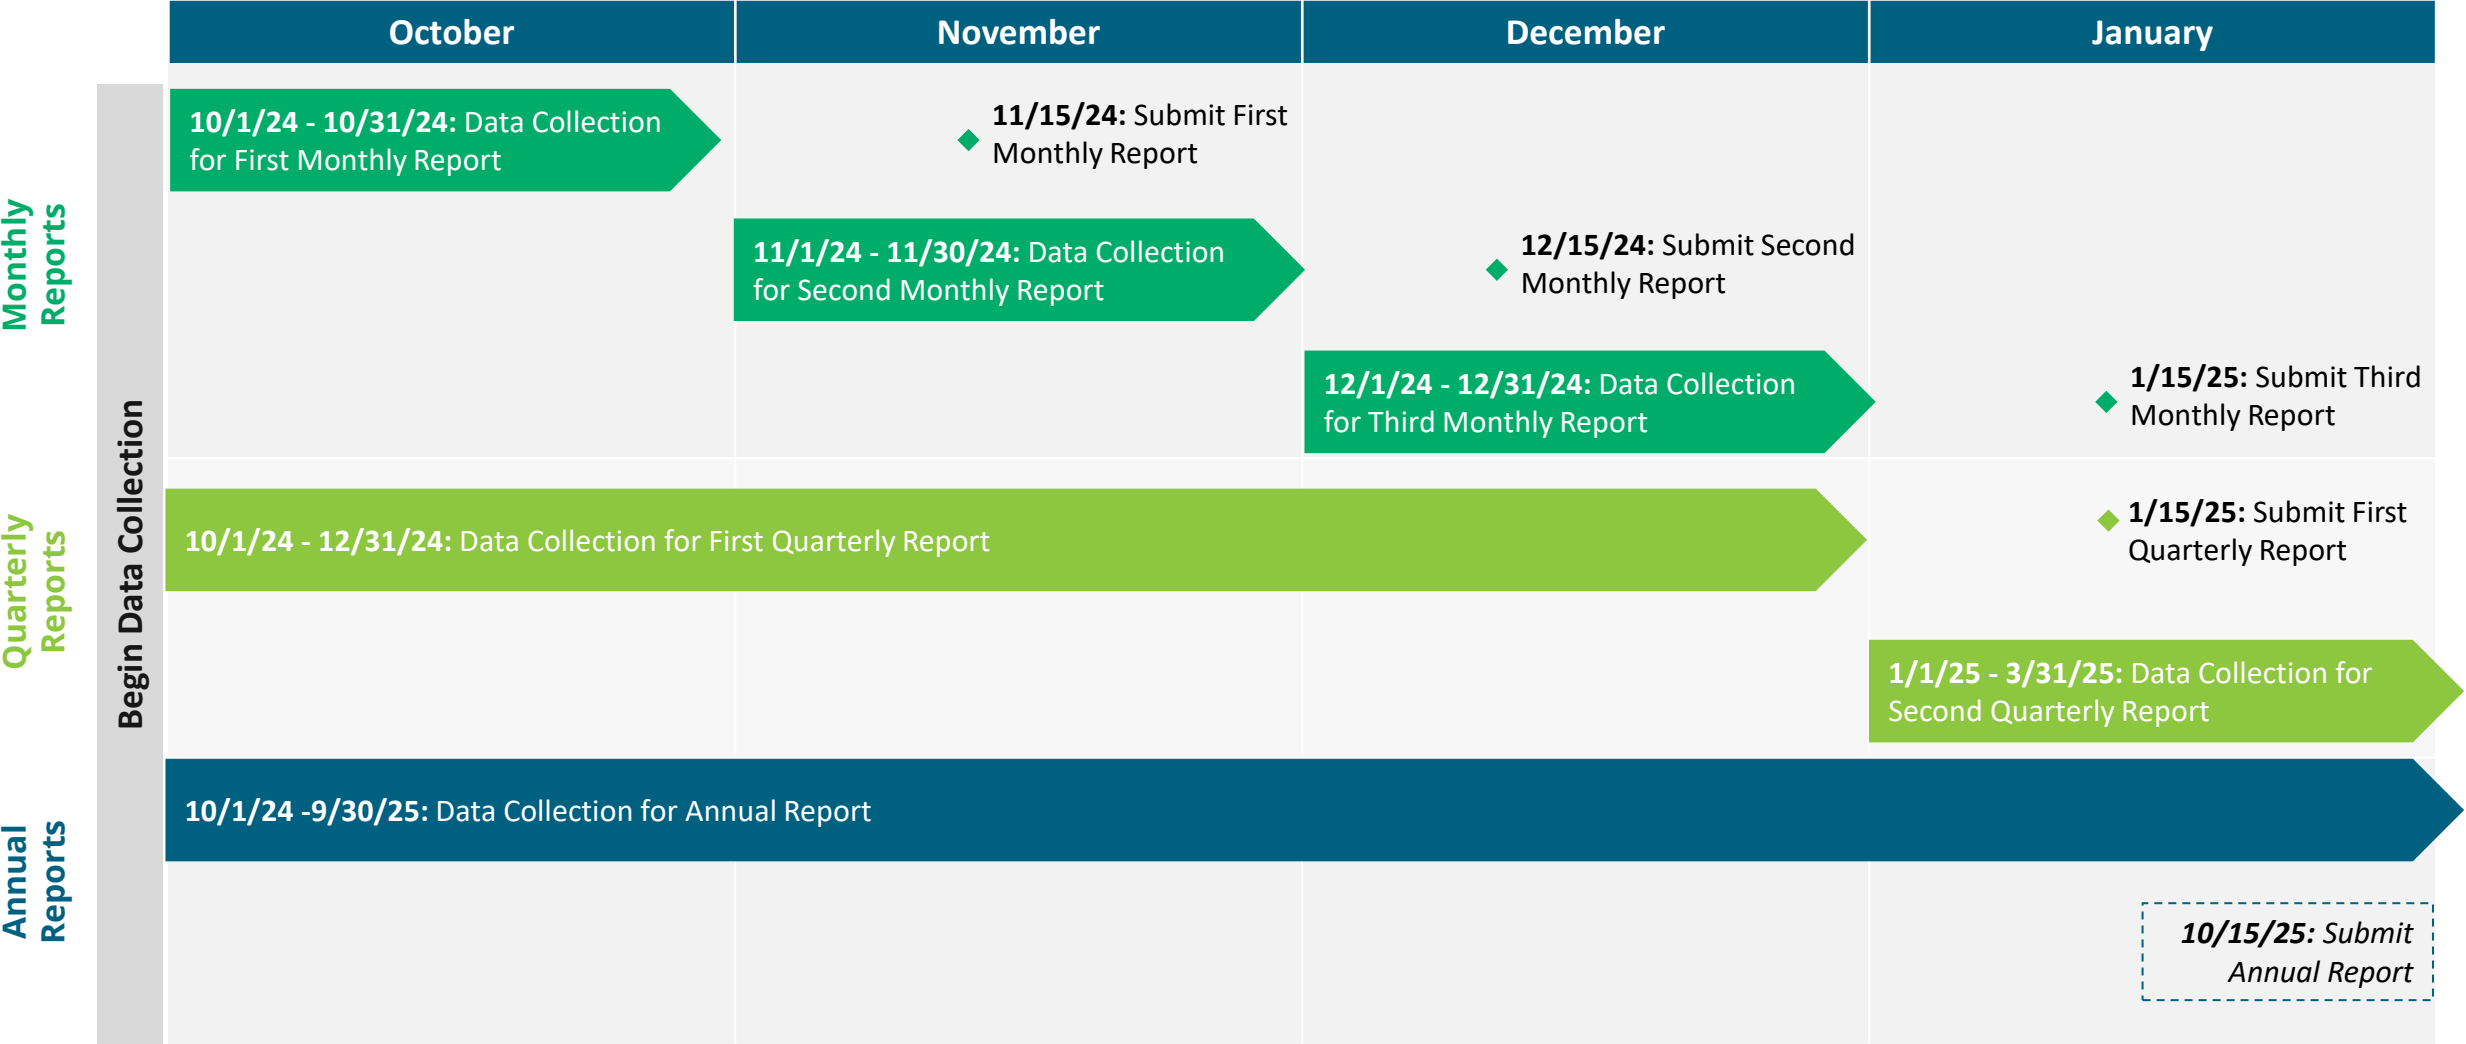 October
November
December
January
Monthly
Reports
10/1/24 - 10/31/24: Data Collection
for First Monthly Report
11/15/24: Submit First
Monthly Report
11/1/24 - 11/30/24: Data Collection
for Second Monthly Report
12/15/24: Submit Second
Monthly Report
12/1/24 - 12/31/24: Data Collection
for Third Monthly Report
1/15/25: Submit Third
Monthly Report
Begin Data Collection
Quarterly
Reports
10/1/24 - 12/31/24: Data Collection for First Quarterly Report
1/15/25: Submit First
Quarterly Report
1/1/25 - 3/31/25: Data Collection for
Second Quarterly Report
Annual
Reports
10/1/24 -9/30/25: Data Collection for Annual Report
10/15/25: Submit
Annual Report